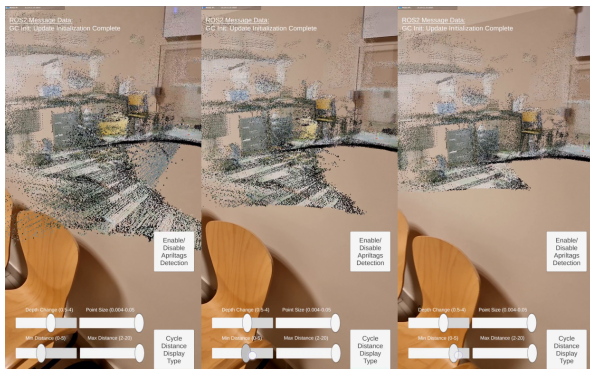 ROS2 Message Data:
GC Init: Update Initialization Complete
Enable/
Disable
Apriltags
Detection
Depth Change (0.5-4)
Point Size (0.004-0.05)
Min Distance (0-5)
Max Distance (2-20)
Cycle
Distance
Display
Type
ROS2 Message Data:
GC Init: Update Initialization Complete
Enable/
Disable
Apriltags
Detection
Depth Change (0.5-4)
Point Size (0.004-0.05)
Min Distance (0-5)
Max Distance (2-20)
Cycle
Distance
Display
Type
ROS2 Message Data:
GC Init: Update Initialization Complete
Enable/
Disable
Apriltags
Detection
Depth Change (0.5-4)
Point Size (0.004-0.05)
Min Distance (0-5)
Max Distance (2-20)
Cycle
Distance
Display
Type